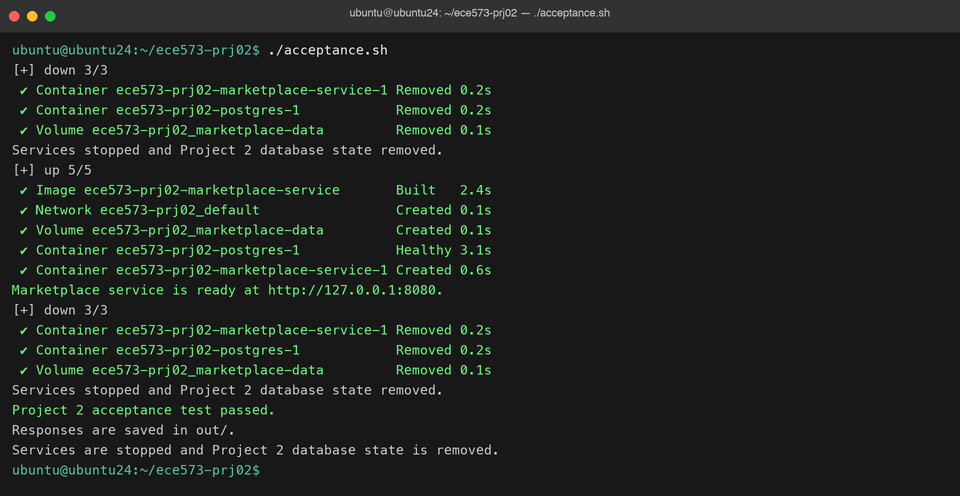 ubuntu@ubuntu24: ~/ece573-prj02 — ./acceptance.sh
ubuntu@ubuntu24:~/ece573-prj02$ ./acceptance.sh
[+] down 3/3
✔ Container ece573-prj02-marketplace-service-1 Removed 0.2s
✔ Container ece573-prj02-postgres-1 Removed 0.2s
✔ Volume ece573-prj02_marketplace-data Removed 0.1s
Services stopped and Project 2 database state removed.
[+] up 5/5
✔ Image ece573-prj02-marketplace-service Built 2.4s
✔ Network ece573-prj02_default Created 0.1s
✔ Volume ece573-prj02_marketplace-data Created 0.1s
✔ Container ece573-prj02-postgres-1 Healthy 3.1s
✔ Container ece573-prj02-marketplace-service-1 Created 0.6s
Marketplace service is ready at http://127.0.0.1:8080.
[+] down 3/3
✔ Container ece573-prj02-marketplace-service-1 Removed 0.2s
✔ Container ece573-prj02-postgres-1 Removed 0.2s
✔ Volume ece573-prj02_marketplace-data Removed 0.1s
Services stopped and Project 2 database state removed.
Project 2 acceptance test passed.
Responses are saved in out/.
Services are stopped and Project 2 database state is removed.
ubuntu@ubuntu24:~/ece573-prj02$